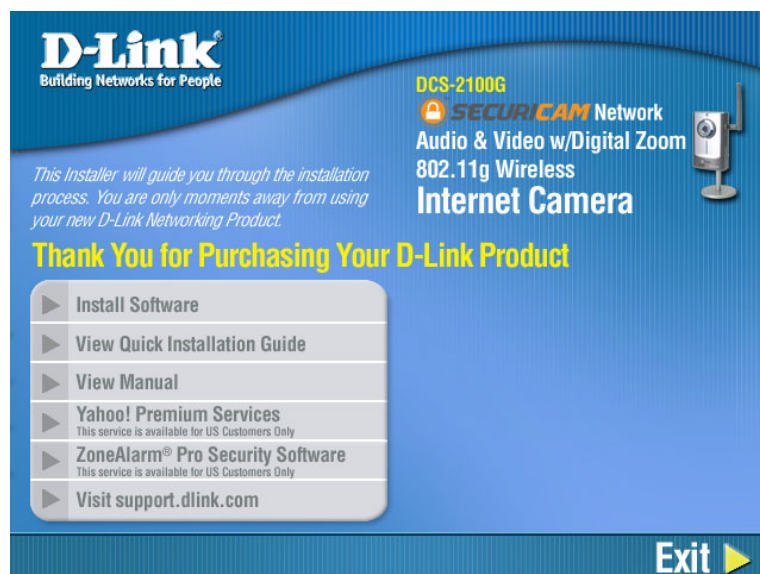 D-Link
Building Networks for People
DCS-2100G
SECURICAM Network
Audio & Video w/Digital Zoom
802.11g Wireless
Internet Camera
This Installer will guide you through the installation
process. You are only moments away from using
your new D-Link Networking Product.
Thank You for Purchasing Your D-Link Product
Install Software
View Quick Installation Guide
View Manual
Yahoo! Premium Services
This service is available for US Customers Only
ZoneAlarm® Pro Security Software
This service is available for US Customers Only
Visit support.dlink.com
Exit